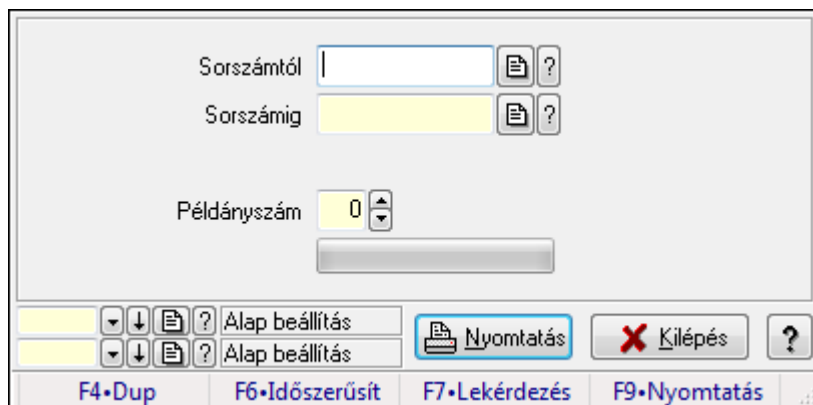 Sorszámtól ?
Sorszámig ?
Példányszám 0
? Alap beállítás
? Alap beállítás
Nyomtatás Kilépés ?
F4•Dup F6•Időszerűsít F7•Lekérdezés F9•Nyomtatás